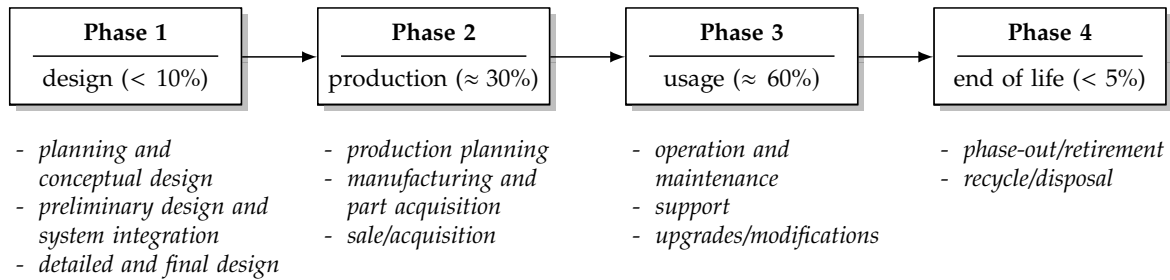 Phase 1
design (< 10%)
- planning and
conceptual design
- preliminary design and
system integration
- detailed and final design
Phase 2
production (≈ 30%)
- production planning
- manufacturing and
part acquisition
- sale/acquisition
Phase 3
usage (≈ 60%)
- operation and
maintenance
- support
- upgrades/modifications
Phase 4
end of life (< 5%)
- phase-out/retirement
- recycle/disposal